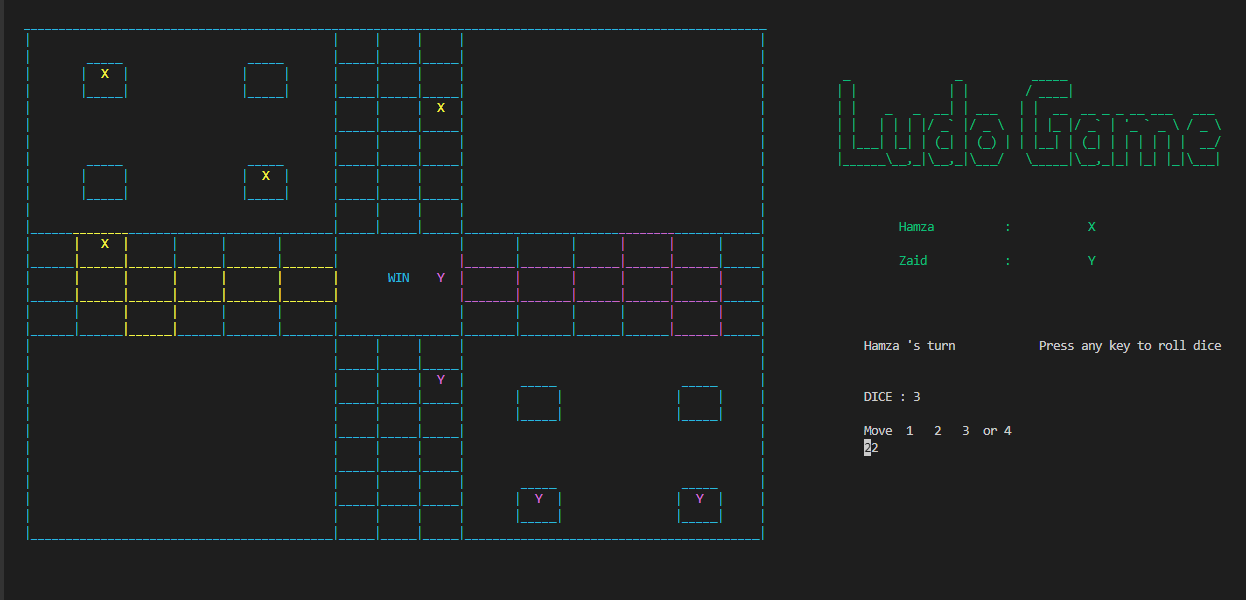 X
Ludo Game
X
X
Hamza : X
X
Zaid : Y
WIN Y
Hamza 's turn Press any key to roll dice
Y
DICE : 3
Move 1 2 3 or 4
22
Y Y